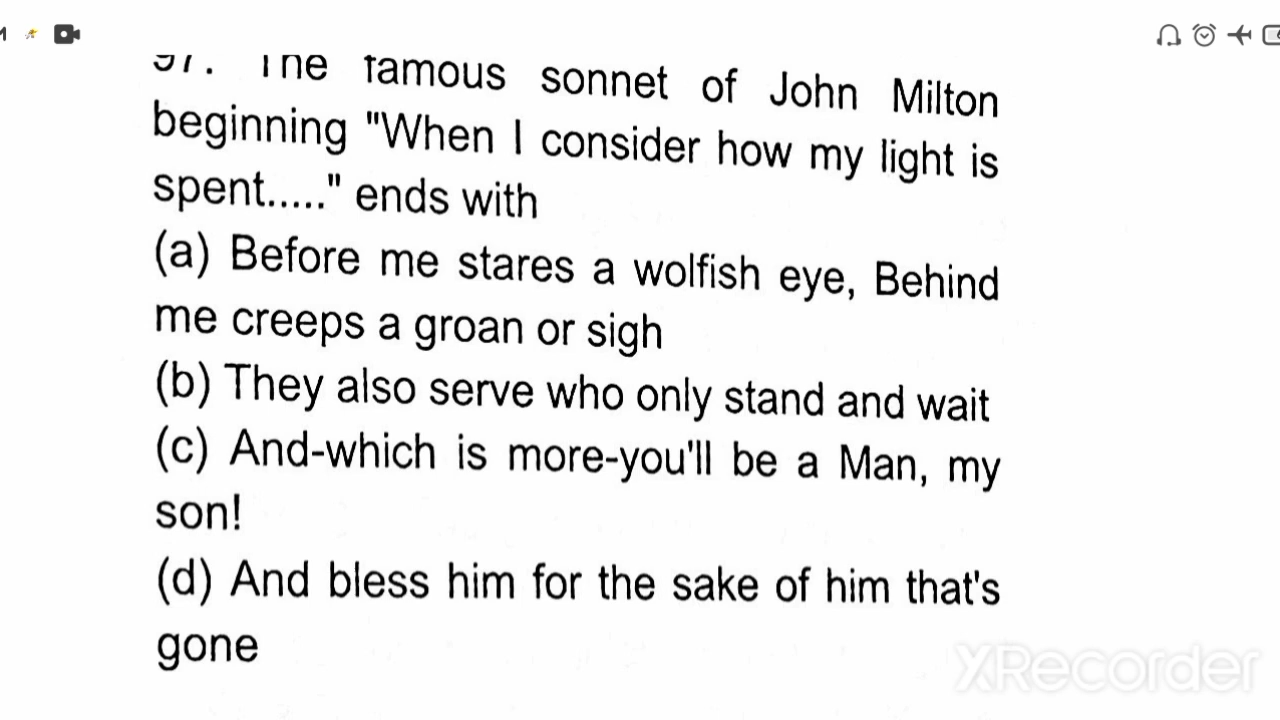 97. The famous sonnet of John Milton
beginning "When I consider how my light is
spent....." ends with
(a) Before me stares a wolfish eye, Behind
me creeps a groan or sigh
(b) They also serve who only stand and wait
(c) And-which is more-you'll be a Man, my
son!
(d) And bless him for the sake of him that's
gone
XRecorder